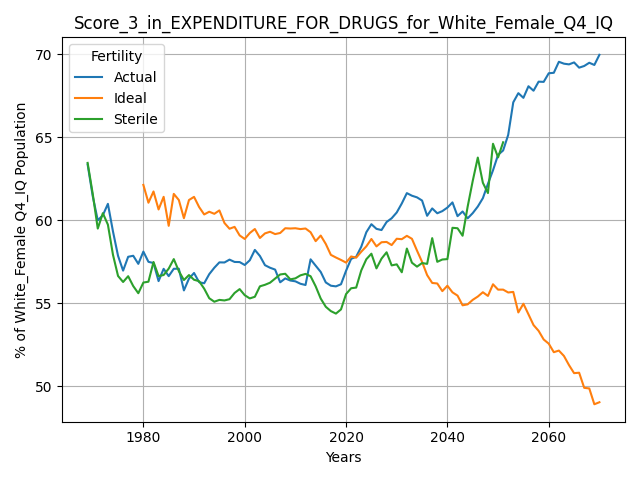 Score_3_in_EXPENDITURE_FOR_DRUGS_for_White_Female_Q4_IQ
Fertility
Actual
Ideal
Sterile
% of White_Female Q4_IQ Population
70
65
60
55
50
1980
2000
2020
2040
2060
Years